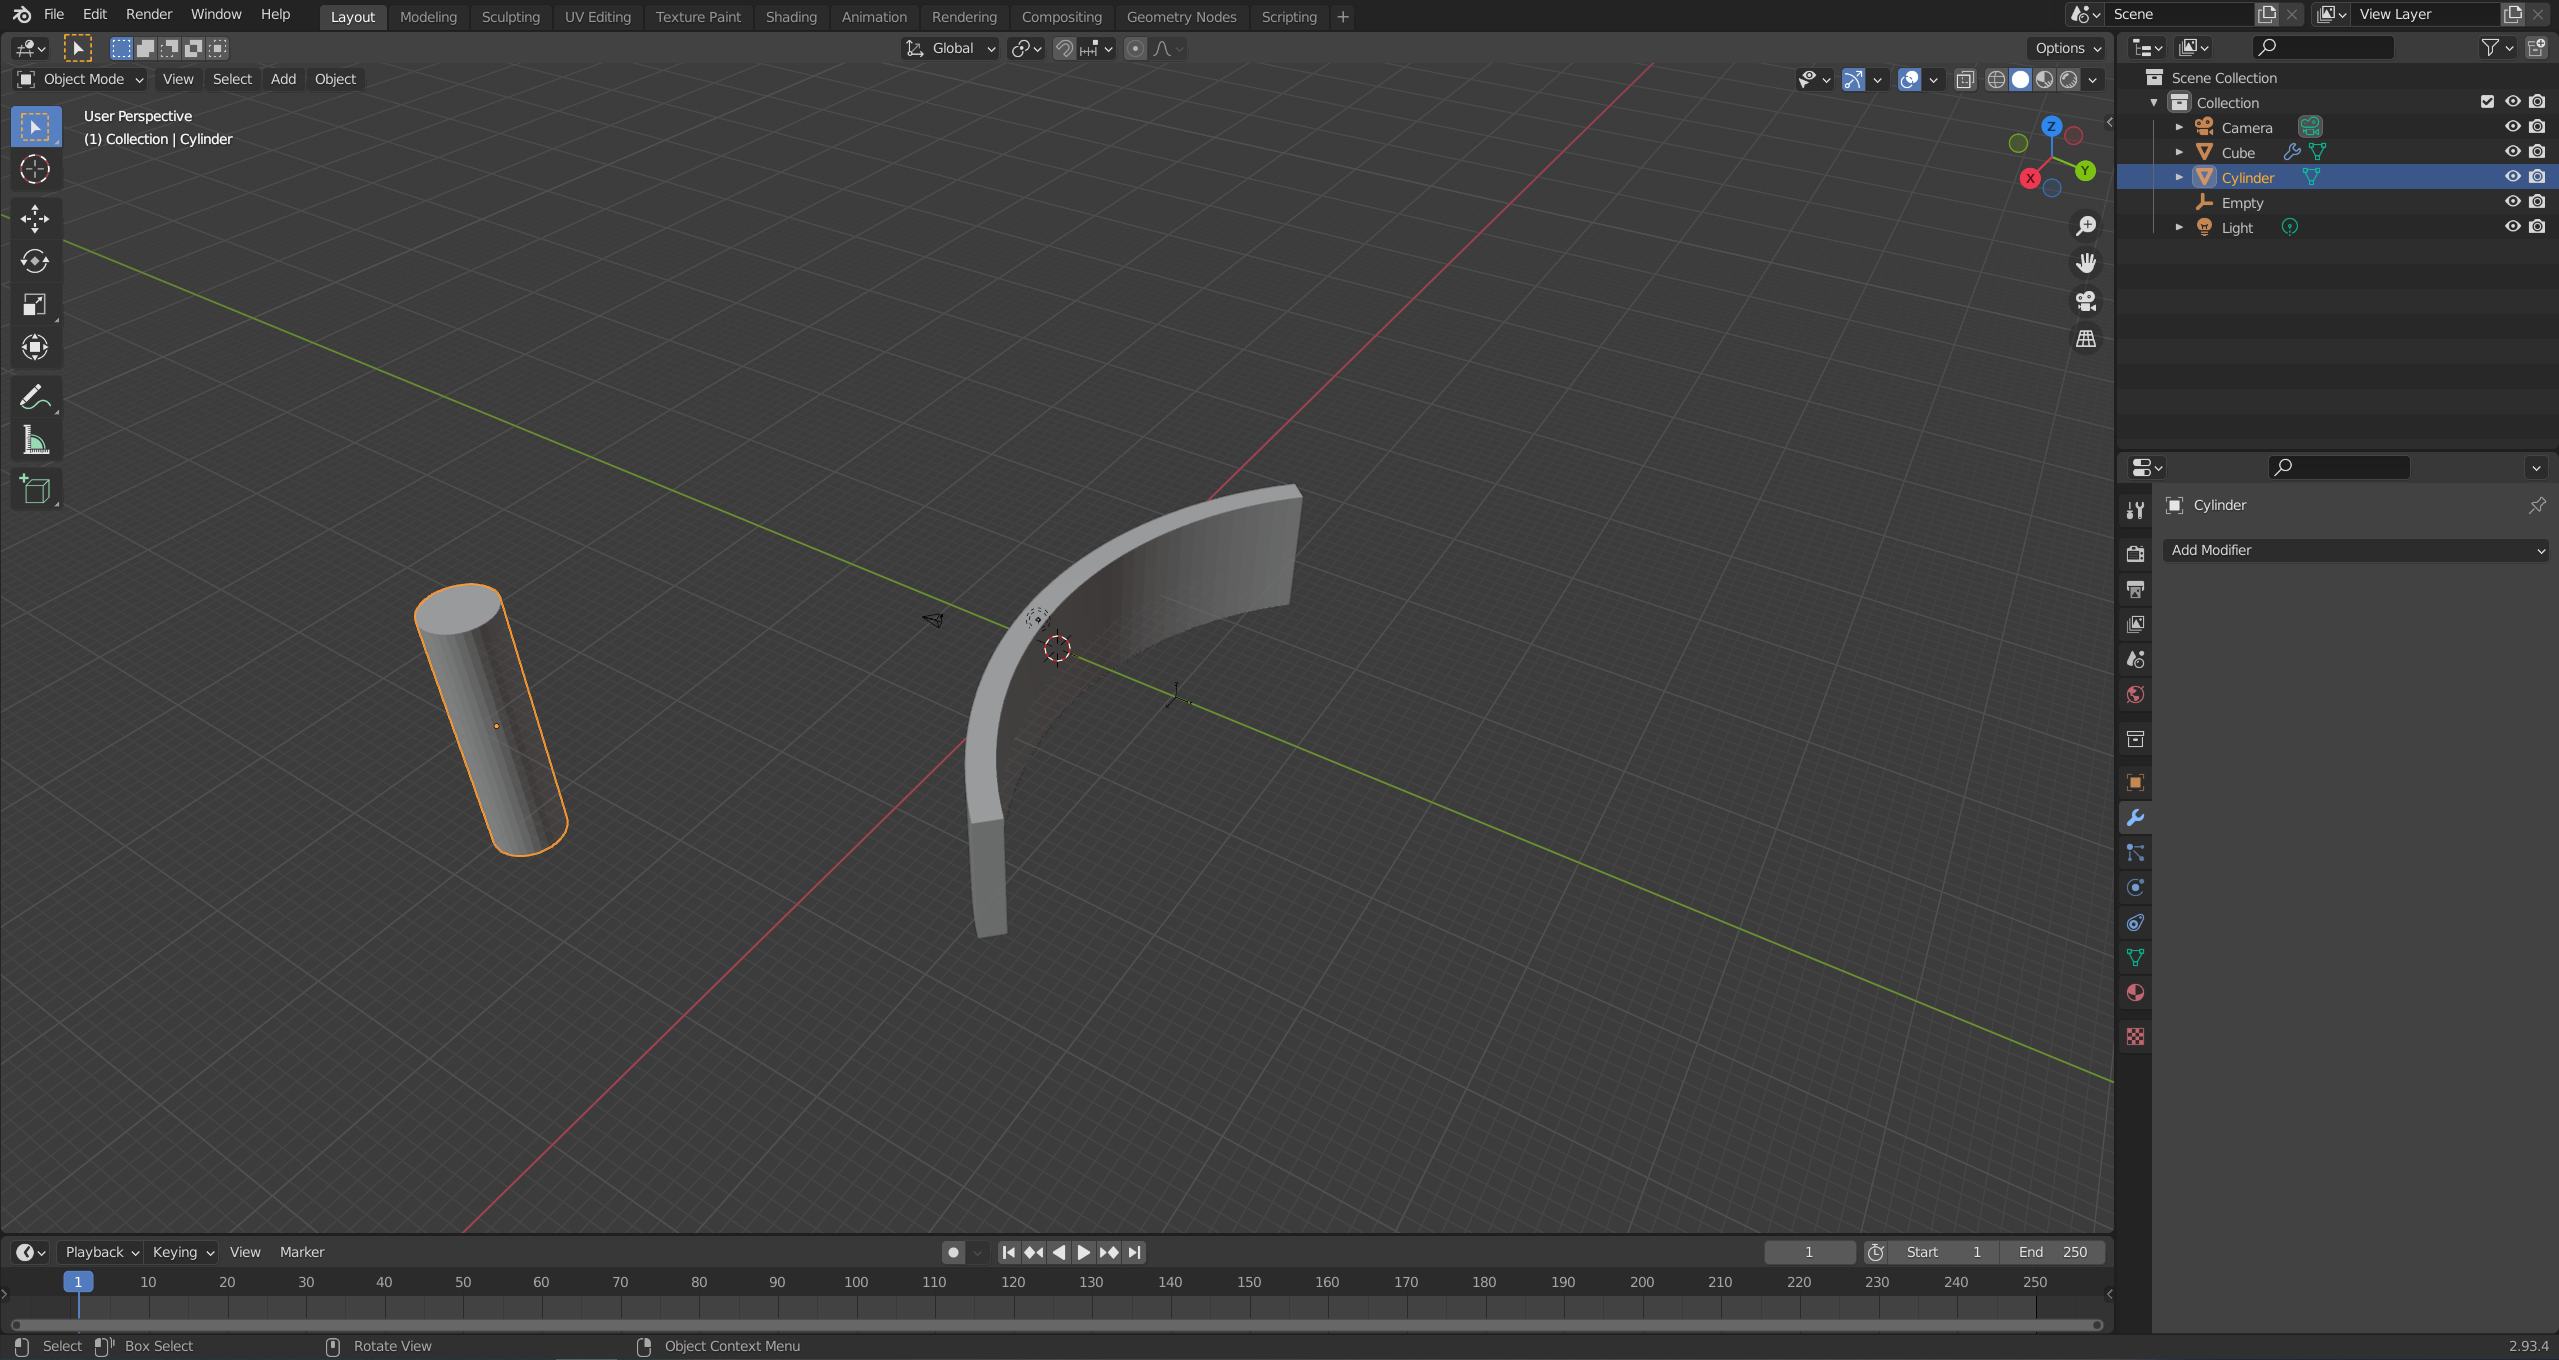 File Edit Render Window Help Layout Modeling Sculpting UV Editing Texture Paint Shading Animation Rendering Compositing Geometry Nodes Scripting + Scene View Layer
Global Options
Object Mode View Select Add Object
User Perspective
(1) Collection | Cylinder
Z
Y
X
Scene Collection
Collection
Camera
Cube
Cylinder
Empty
Light
Cylinder
Add Modifier
Playback Keying View Marker 1 Start 1 End 250
1 10 20 30 40 50 60 70 80 90 100 110 120 130 140 150 160 170 180 190 200 210 220 230 240 250
Select Box Select Rotate View Object Context Menu 2.93.4